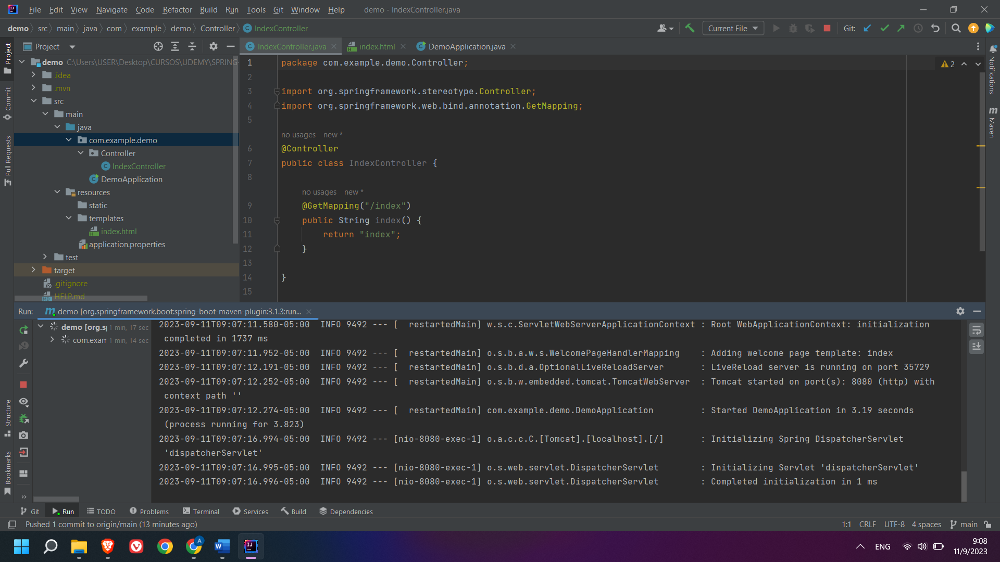 File Edit View Navigate Code Refactor Build Run Tools Git Window Help demo - IndexController.java
demo src main java com example demo Controller IndexController Current File Git:
Project IndexController.java index.html DemoApplication.java
Project
Commit
Pull Requests
Structure
Bookmarks
Notifications
Maven
demo C:\Users\USER\Desktop\CURSOS\UDEMY\SPRING-
.idea
.mvn
src
main
java
com.example.demo
Controller
IndexController
DemoApplication
resources
static
templates
index.html
application.properties
test
target
.gitignore
HELP.md
2
1 package com.example.demo.Controller;
2
3 import org.springframework.stereotype.Controller;
4 import org.springframework.web.bind.annotation.GetMapping;
5
no usages new *
6 @Controller
7 public class IndexController {
8
no usages new *
9 @GetMapping("/index")
10 public String index() {
11 return "index";
12 }
13
14 }
15
Run: demo [org.springframework.boot:spring-boot-maven-plugin:3.1.3:run...
demo [org.s 1 min, 17 sec
com.exam 1 min, 14 sec
2023-09-11T09:07:11.580-05:00 INFO 9492 --- [ restartedMain] w.s.c.ServletWebServerApplicationContext : Root WebApplicationContext: initialization
completed in 1737 ms
2023-09-11T09:07:11.952-05:00 INFO 9492 --- [ restartedMain] o.s.b.a.w.s.WelcomePageHandlerMapping : Adding welcome page template: index
2023-09-11T09:07:12.191-05:00 INFO 9492 --- [ restartedMain] o.s.b.d.a.OptionalLiveReloadServer : LiveReload server is running on port 35729
2023-09-11T09:07:12.252-05:00 INFO 9492 --- [ restartedMain] o.s.b.w.embedded.tomcat.TomcatWebServer : Tomcat started on port(s): 8080 (http) with
context path ''
2023-09-11T09:07:12.274-05:00 INFO 9492 --- [ restartedMain] com.example.demo.DemoApplication : Started DemoApplication in 3.19 seconds
(process running for 3.823)
2023-09-11T09:07:16.994-05:00 INFO 9492 --- [nio-8080-exec-1] o.a.c.c.C.[Tomcat].[localhost].[/] : Initializing Spring DispatcherServlet
'dispatcherServlet'
2023-09-11T09:07:16.995-05:00 INFO 9492 --- [nio-8080-exec-1] o.s.web.servlet.DispatcherServlet : Initializing Servlet 'dispatcherServlet'
2023-09-11T09:07:16.996-05:00 INFO 9492 --- [nio-8080-exec-1] o.s.web.servlet.DispatcherServlet : Completed initialization in 1 ms
Git Run TODO Problems Terminal Services Build Dependencies
Pushed 1 commit to origin/main (13 minutes ago) 1:1 CRLF UTF-8 4 spaces main
ENG 9:08
11/9/2023